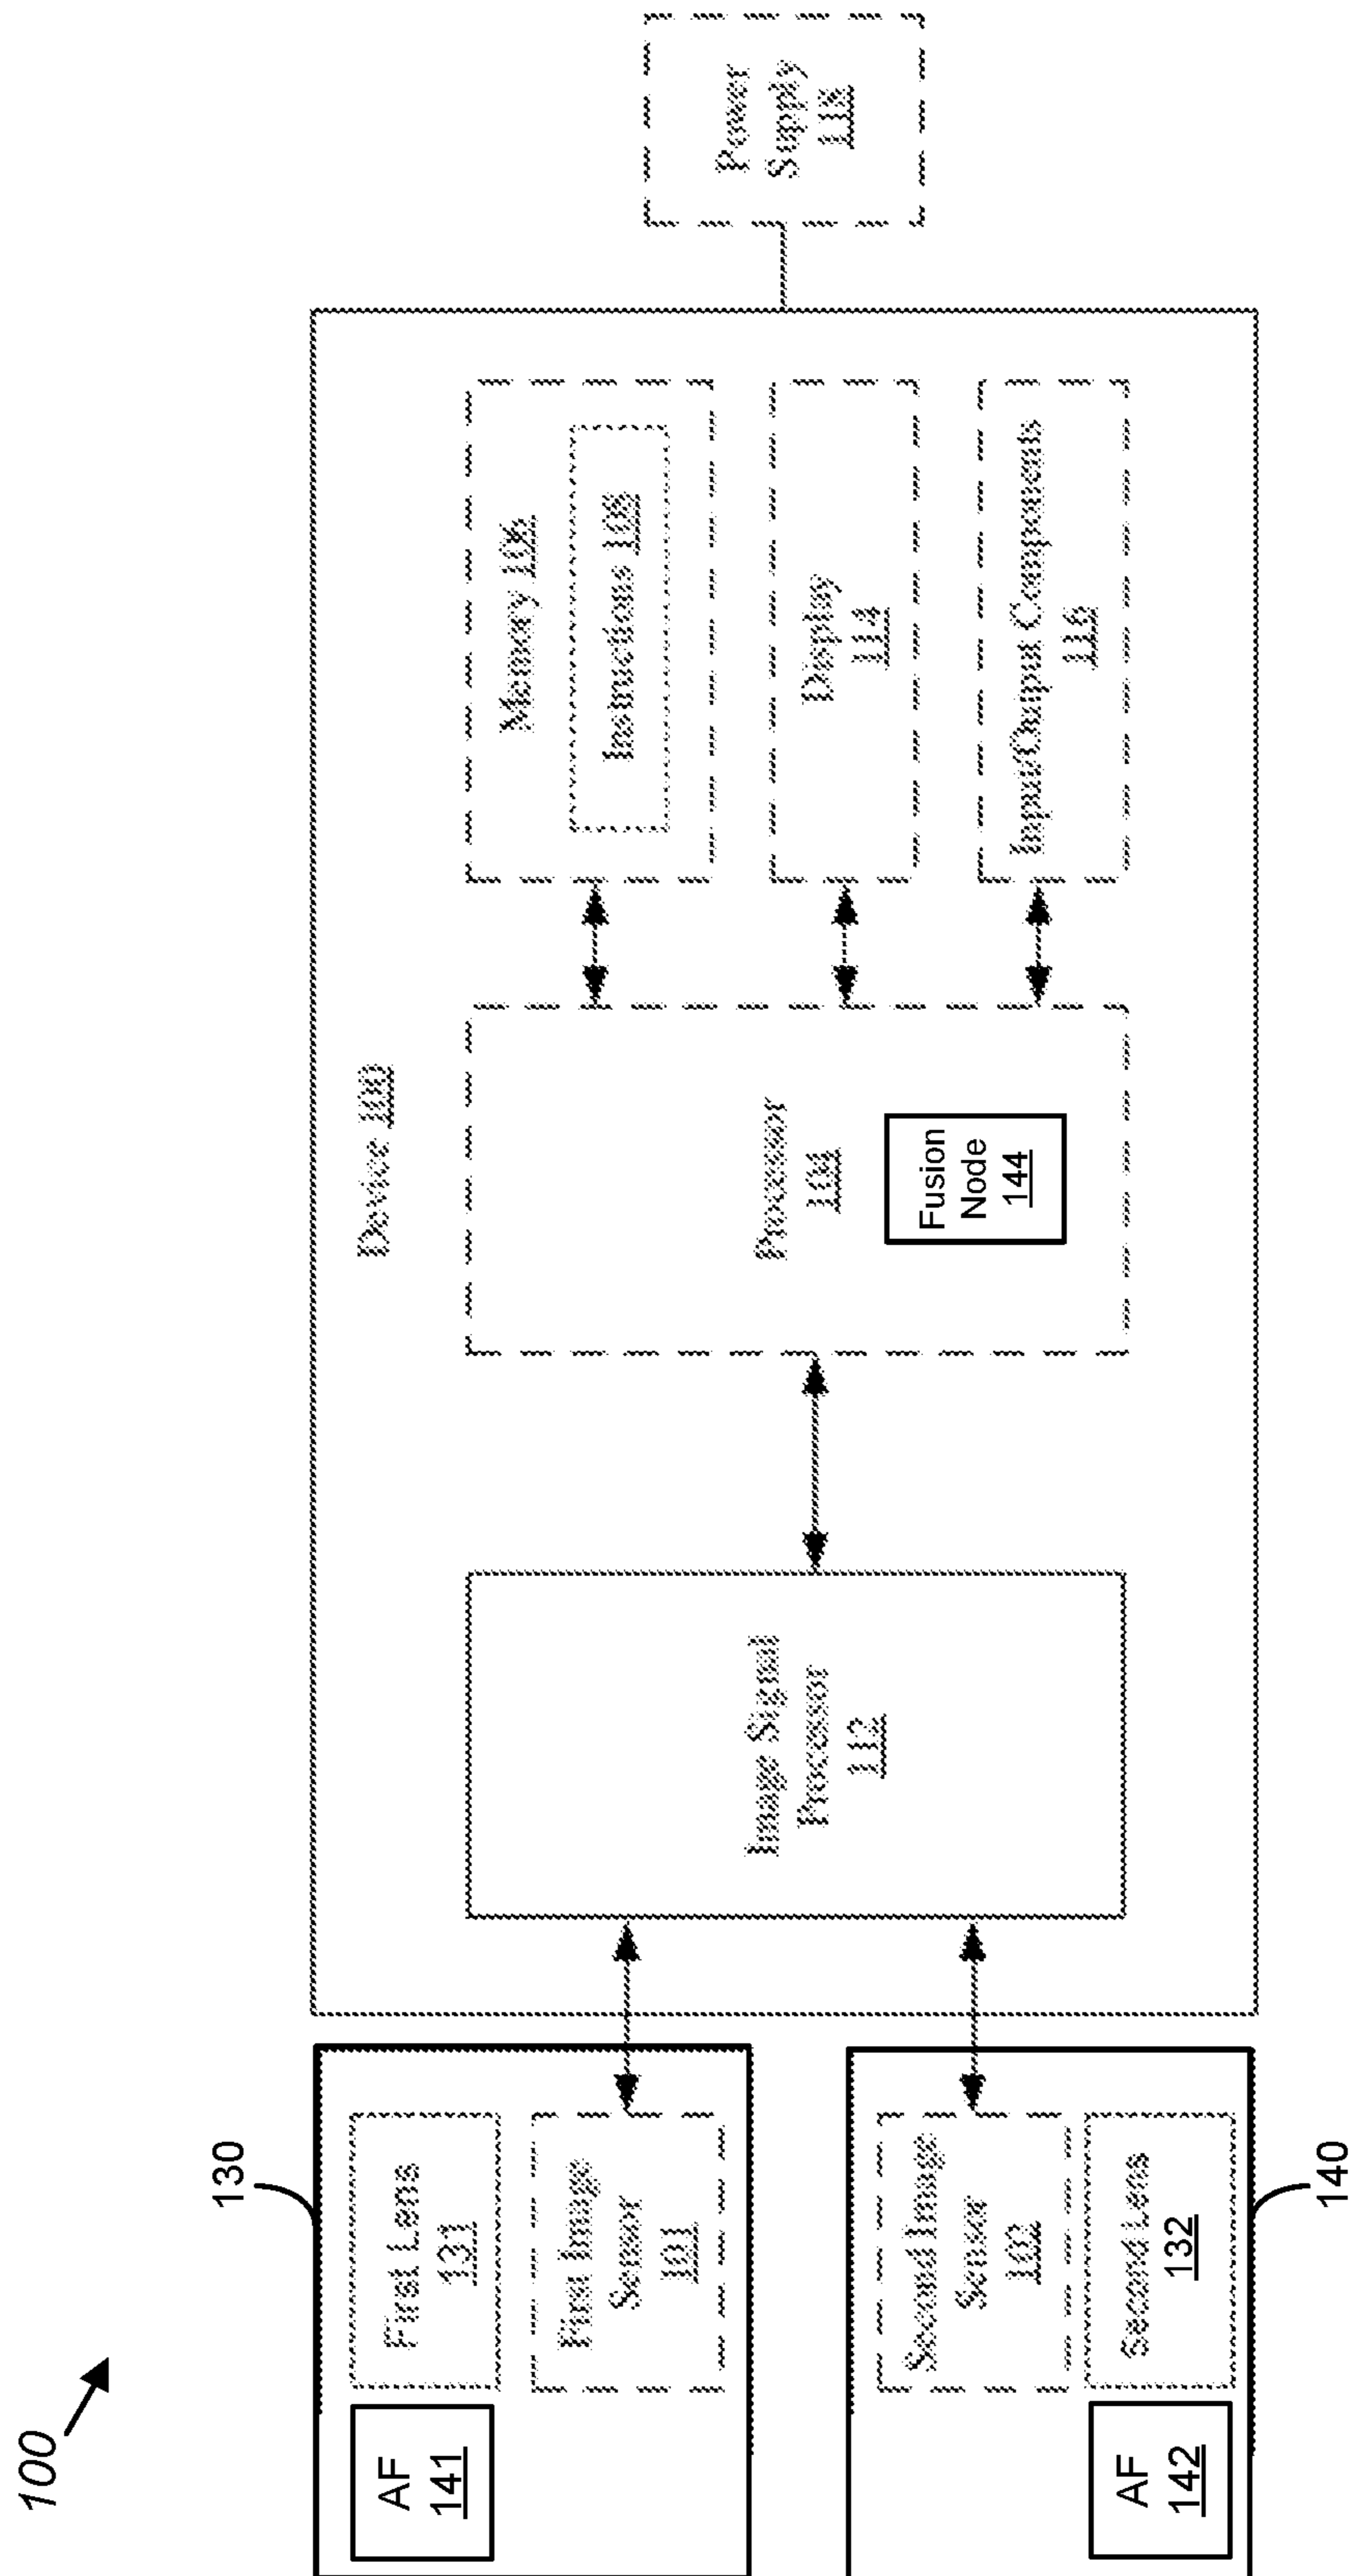 100
130
AF
141
First Lens
131
First Image
Sensor
101
Second Image
Sensor
102
AF
142
Second Lens
132
140
Device 100
Image Signal
Processor
112
Processor
104
Fusion
Node
144
Memory 106
Instructions 108
Display
114
Input/Output Components
116
Power
Supply
118